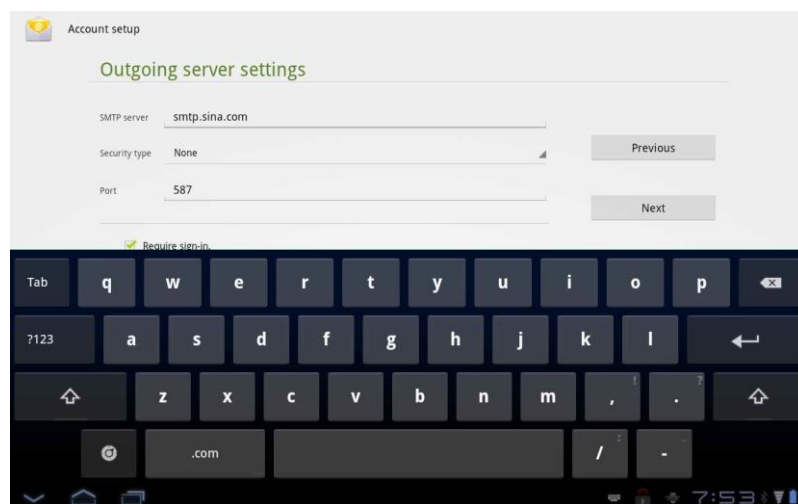 Account setup
Outgoing server settings
SMTP server smtp.sina.com
Security type None
Previous
Port 587
Next
Require sign-in.
Tab q w e r t y u i o p
?123 a s d f g h j k l
z x c v b n m , ! . ?
.com / : - _
7:53